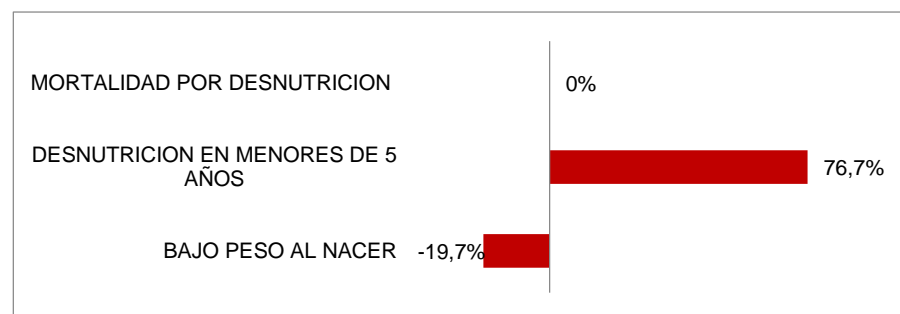 MORTALIDAD POR DESNUTRICION
0%
DESNUTRICION EN MENORES DE 5
AÑOS
76,7%
BAJO PESO AL NACER
-19,7%